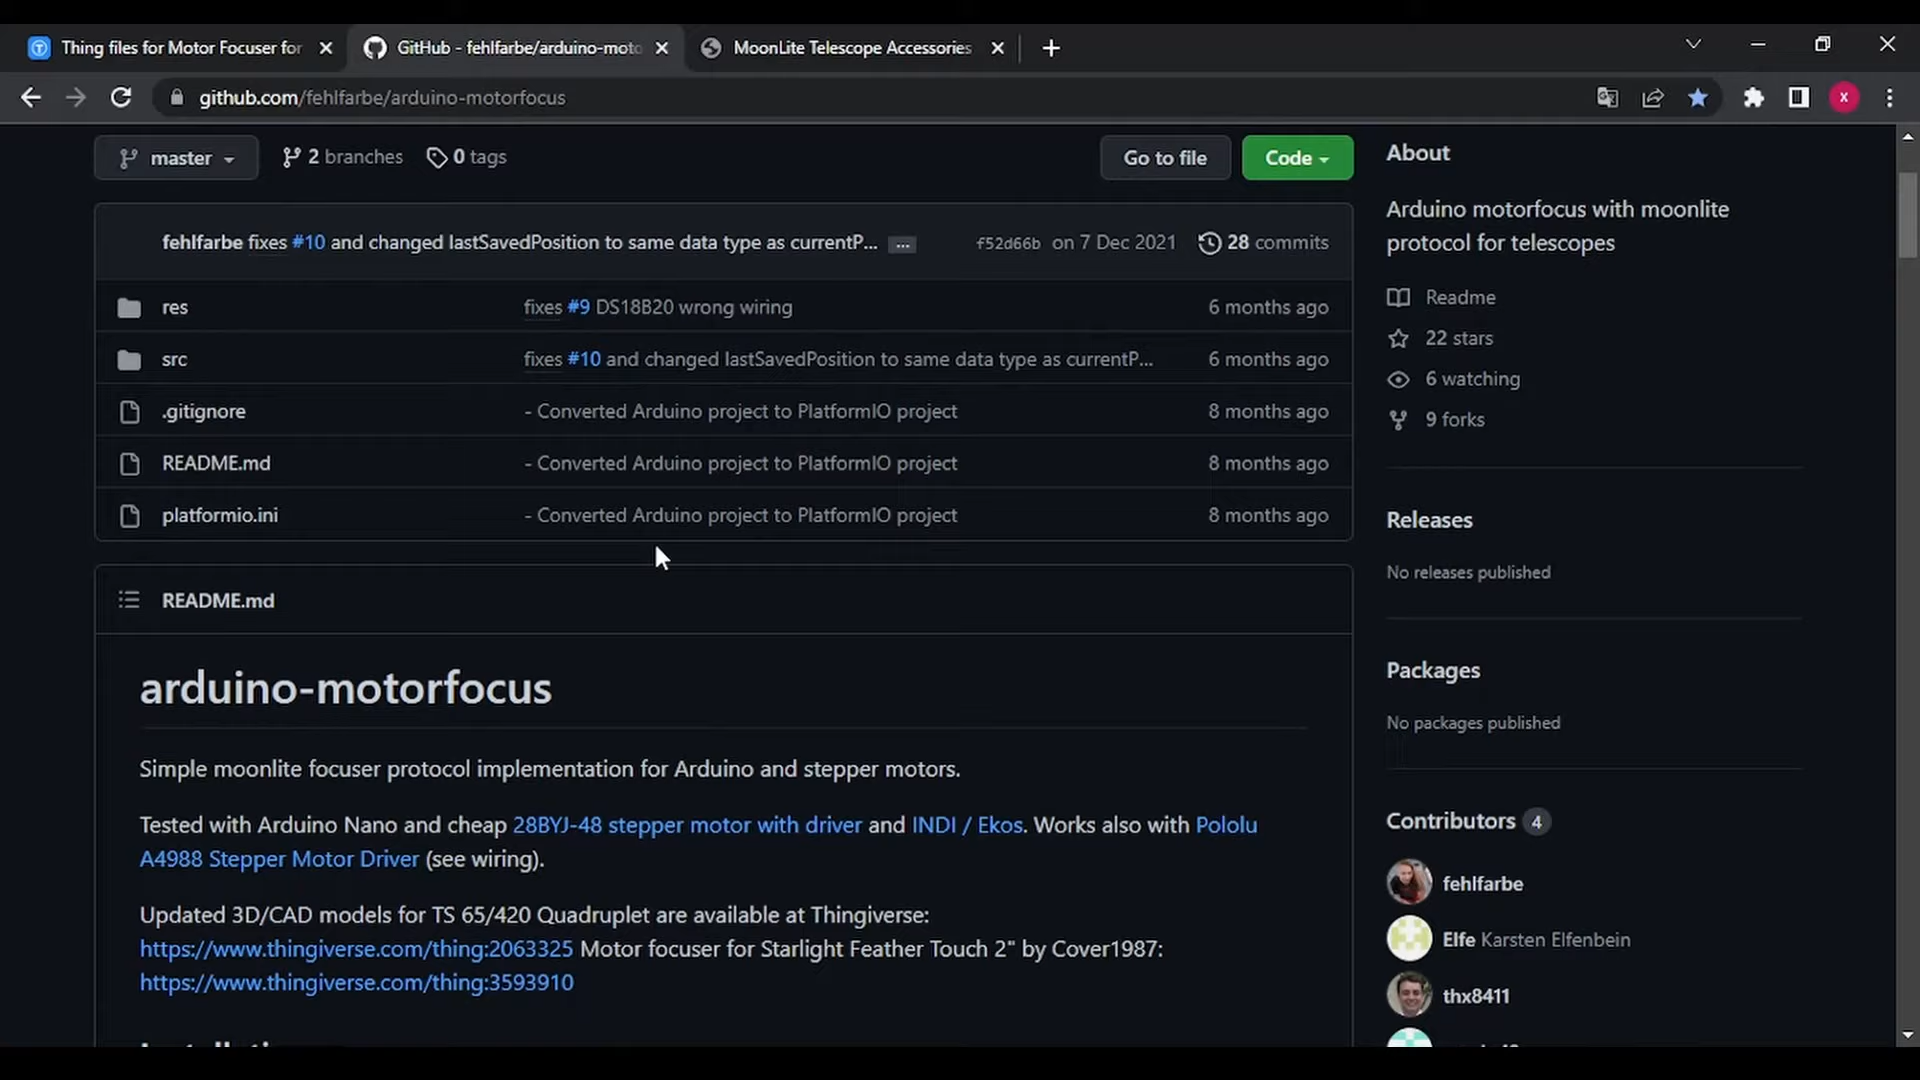 Thing files for Motor Focuser for
GitHub - fehlfarbe/arduino-moto
MoonLite Telescope Accessories
github.com/fehlfarbe/arduino-motorfocus
X
master
2 branches
0 tags
Go to file
Code
fehlfarbe fixes #10 and changed lastSavedPosition to same data type as currentP... ...
f52d66b on 7 Dec 2021
28 commits
res
fixes #9 DS18B20 wrong wiring
6 months ago
src
fixes #10 and changed lastSavedPosition to same data type as currentP...
6 months ago
.gitignore
- Converted Arduino project to PlatformIO project
8 months ago
README.md
- Converted Arduino project to PlatformIO project
8 months ago
platformio.ini
- Converted Arduino project to PlatformIO project
8 months ago
README.md
arduino-motorfocus
Simple moonlite focuser protocol implementation for Arduino and stepper motors.
Tested with Arduino Nano and cheap 28BYJ-48 stepper motor with driver and INDI / Ekos. Works also with Pololu
A4988 Stepper Motor Driver (see wiring).
Updated 3D/CAD models for TS 65/420 Quadruplet are available at Thingiverse:
https://www.thingiverse.com/thing:2063325 Motor focuser for Starlight Feather Touch 2" by Cover1987:
https://www.thingiverse.com/thing:3593910
About
Arduino motorfocus with moonlite
protocol for telescopes
Readme
22 stars
6 watching
9 forks
Releases
No releases published
Packages
No packages published
Contributors 4
fehlfarbe
Elfe Karsten Elfenbein
thx8411